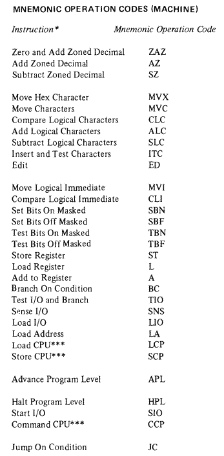 MNEMONIC OPERATION CODES (MACHINE)
Instruction* Mnemonic Operation Code
Zero and Add Zoned Decimal ZAZ
Add Zoned Decimal AZ
Subtract Zoned Decimal SZ
Move Hex Character MVX
Move Characters MVC
Compare Logical Characters CLC
Add Logical Characters ALC
Subtract Logical Characters SLC
Insert and Test Characters ITC
Edit ED
Move Logical Immediate MVI
Compare Logical Immediate CLI
Set Bits On Masked SBN
Set Bits Off Masked SBF
Test Bits On Masked TBN
Test Bits Off Masked TBF
Store Register ST
Load Register L
Add to Register A
Branch On Condition BC
Test I/O and Branch TIO
Sense I/O SNS
Load I/O LIO
Load Address LA
Load CPU*** LCP
Store CPU*** SCP
Advance Program Level APL
Halt Program Level HPL
Start I/O SIO
Command CPU*** CCP
Jump On Condition JC